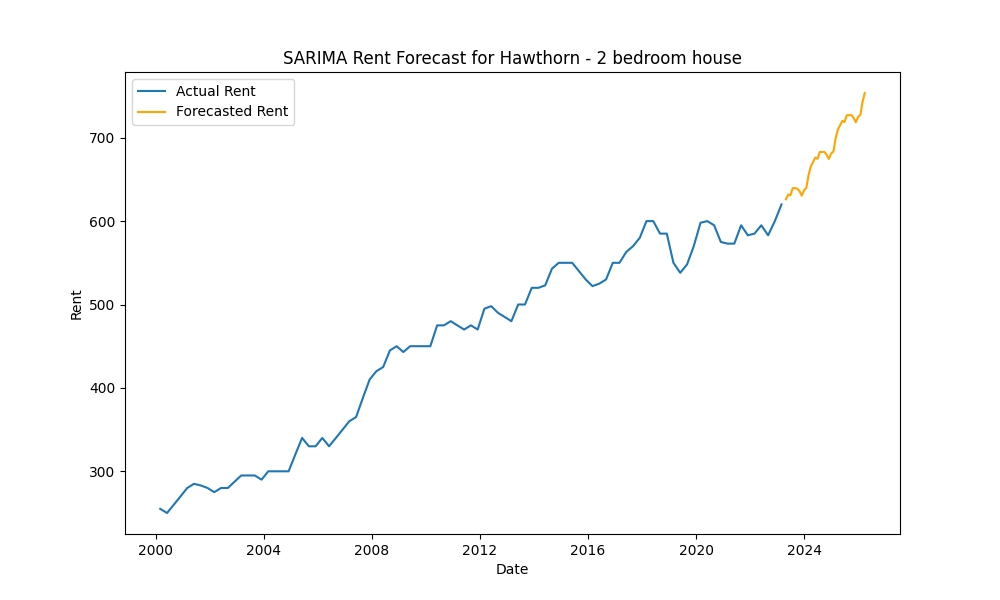 SARIMA Rent Forecast for Hawthorn - 2 bedroom house
Actual Rent
Forecasted Rent
700
600
500
400
300
Rent
2000 2004 2008 2012 2016 2020 2024
Date